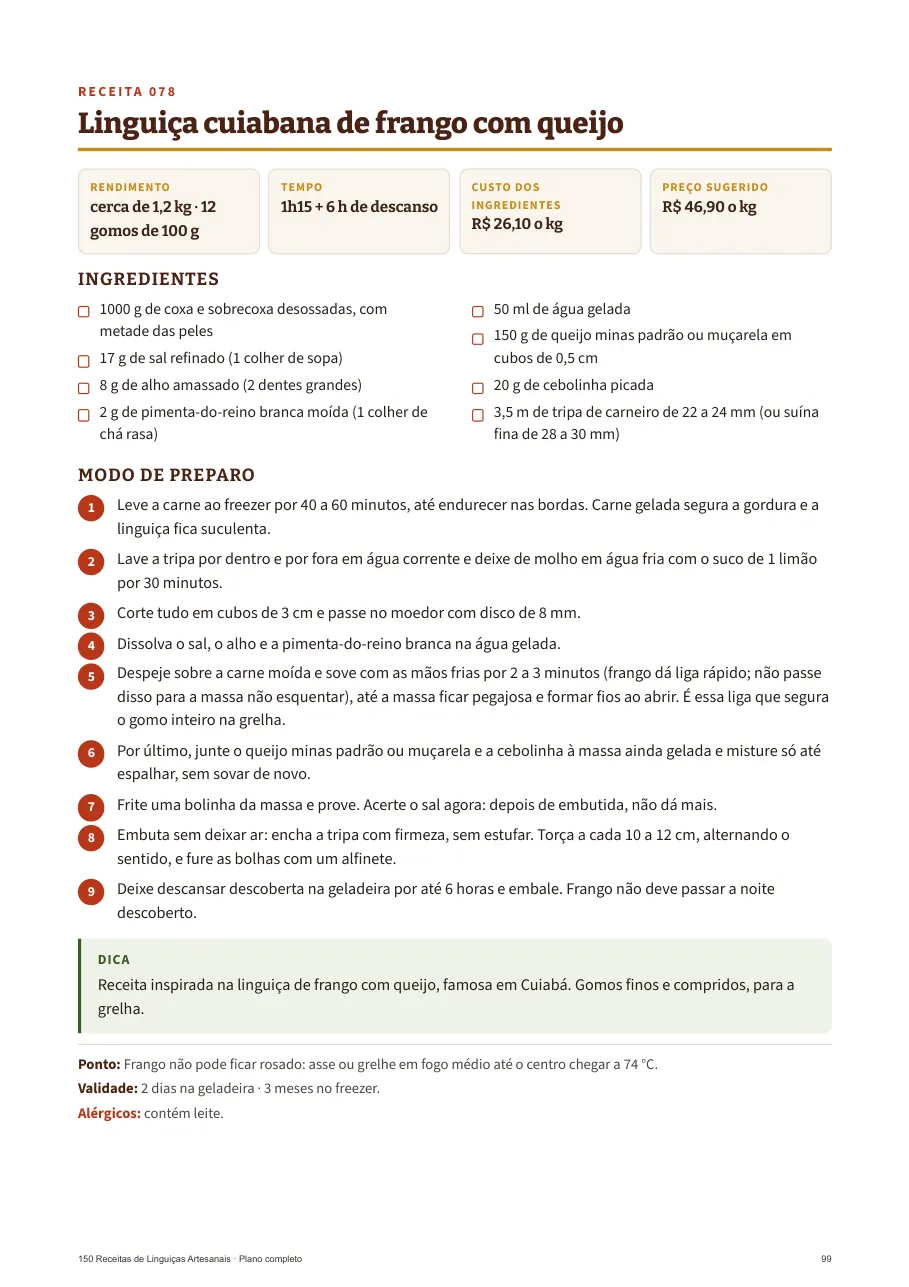 RECEITA 078
Linguiça cuiabana de frango com queijo
RENDIMENTO
cerca de 1,2 kg · 12
gomos de 100 g
TEMPO
1h15 + 6 h de descanso
CUSTO DOS
INGREDIENTES
R$ 26,10 o kg
PREÇO SUGERIDO
R$ 46,90 o kg
INGREDIENTES
1000 g de coxa e sobrecoxa desossadas, com
metade das peles
17 g de sal refinado (1 colher de sopa)
8 g de alho amassado (2 dentes grandes)
2 g de pimenta-do-reino branca moída (1 colher de
chá rasa)
50 ml de água gelada
150 g de queijo minas padrão ou muçarela em
cubos de 0,5 cm
20 g de cebolinha picada
3,5 m de tripa de carneiro de 22 a 24 mm (ou suína
fina de 28 a 30 mm)
MODO DE PREPARO
1 Leve a carne ao freezer por 40 a 60 minutos, até endurecer nas bordas. Carne gelada segura a gordura e a
linguiça fica suculenta.
2 Lave a tripa por dentro e por fora em água corrente e deixe de molho em água fria com o suco de 1 limão
por 30 minutos.
3 Corte tudo em cubos de 3 cm e passe no moedor com disco de 8 mm.
4 Dissolva o sal, o alho e a pimenta-do-reino branca na água gelada.
5 Despeje sobre a carne moída e sove com as mãos frias por 2 a 3 minutos (frango dá liga rápido; não passe
disso para a massa não esquentar), até a massa ficar pegajosa e formar fios ao abrir. É essa liga que segura
o gomo inteiro na grelha.
6 Por último, junte o queijo minas padrão ou muçarela e a cebolinha à massa ainda gelada e misture só até
espalhar, sem sovar de novo.
7 Frite uma bolinha da massa e prove. Acerte o sal agora: depois de embutida, não dá mais.
8 Embuta sem deixar ar: encha a tripa com firmeza, sem estufar. Torça a cada 10 a 12 cm, alternando o
sentido, e fure as bolhas com um alfinete.
9 Deixe descansar descoberta na geladeira por até 6 horas e embale. Frango não deve passar a noite
descoberto.
DICA
Receita inspirada na linguiça de frango com queijo, famosa em Cuiabá. Gomos finos e compridos, para a
grelha.
Ponto: Frango não pode ficar rosado: asse ou grelhe em fogo médio até o centro chegar a 74 °C.
Validade: 2 dias na geladeira · 3 meses no freezer.
Alérgicos: contém leite.
150 Receitas de Linguiças Artesanais · Plano completo
99